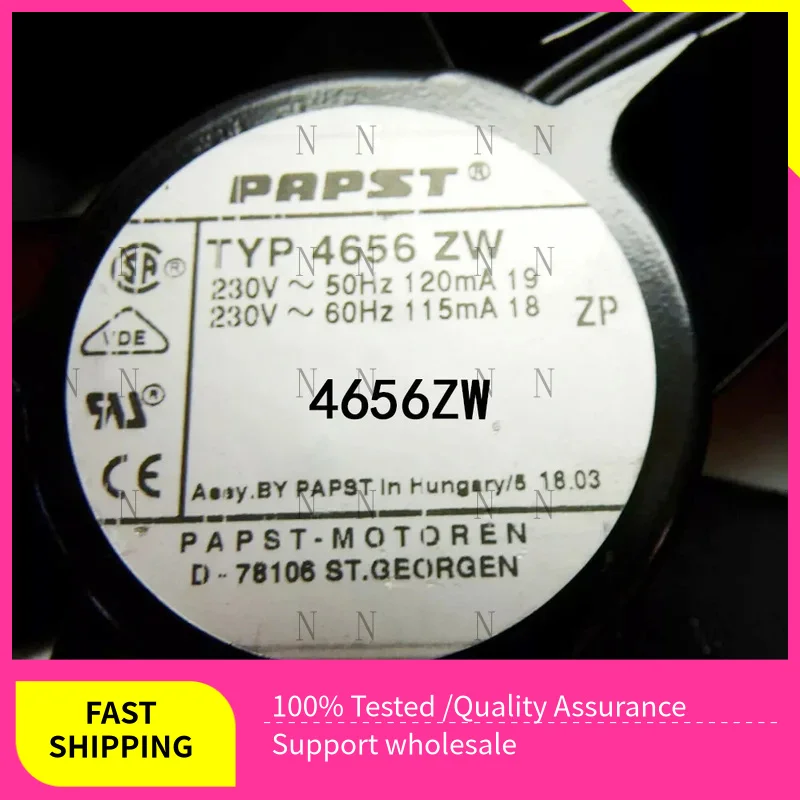 PAPST®
TYP 4656 ZW
230V ~ 50Hz 120mA 19
230V ~ 60Hz 115mA 18
ZP
SA ®
VDE
®
CE
4656ZW
Assy.BY PAPST in Hungary/5 18.03
PAPST-MOTOREN
D-78106 ST.GEORGEN
N N N N
N N N N
N N N N N
N N N N N
N N N N
FAST
SHIPPING
100% Tested /Quality Assurance
Support wholesale